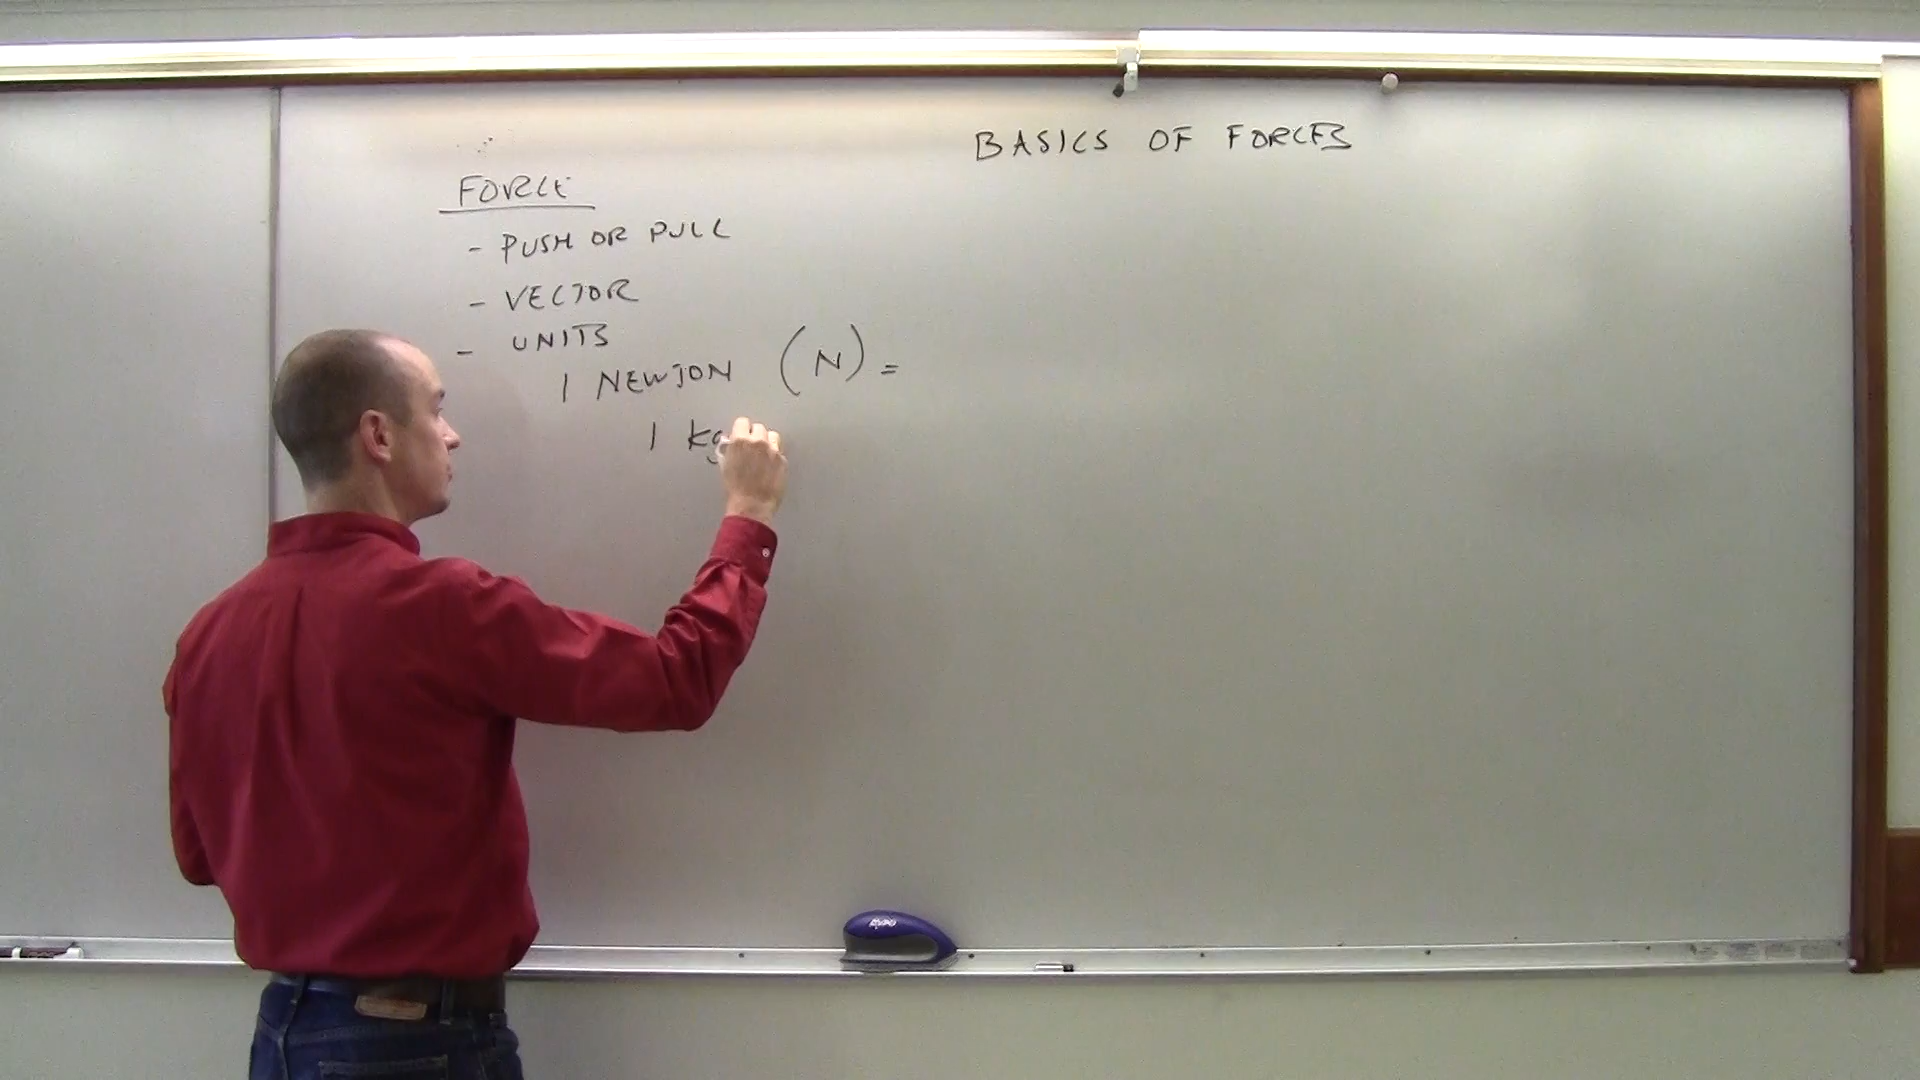 BASICS OF FORCES
FORCE
- PUSH OR PULL
- VECTOR
- UNITS
1 NEWTON (N) =
1 kg